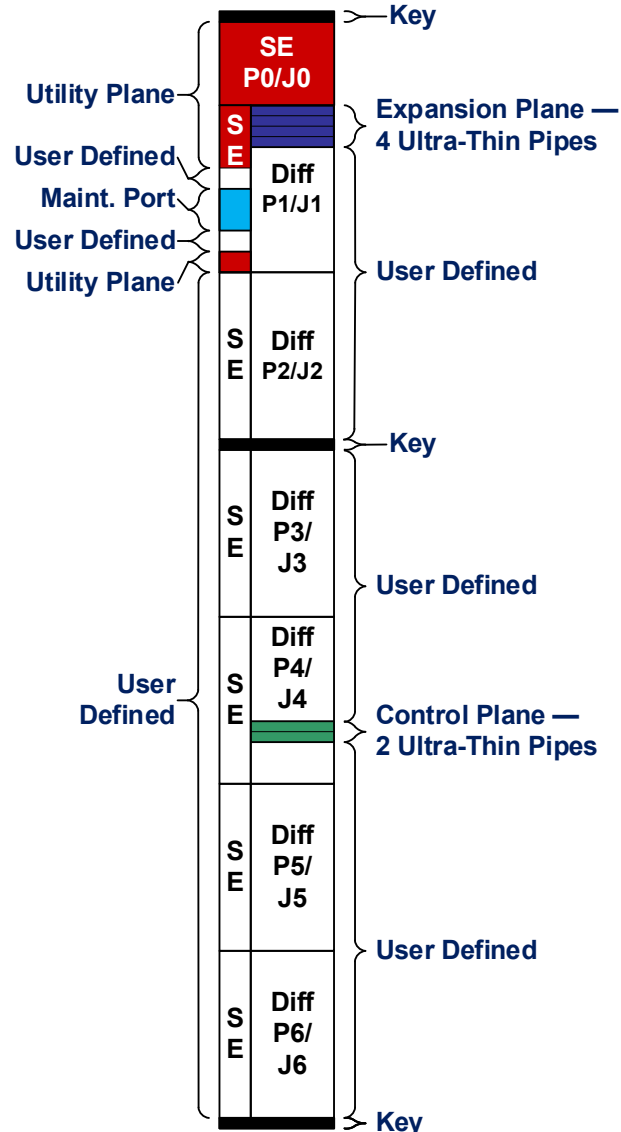 Key
SE
P0/J0
Utility Plane
S
E
Expansion Plane —
4 Ultra-Thin Pipes
User Defined
Diff
P1/J1
Maint. Port
User Defined
Utility Plane
User Defined
S
E
Diff
P2/J2
Key
S
E
Diff
P3/
J3
User Defined
User
Defined
S
E
Diff
P4/
J4
Control Plane —
2 Ultra-Thin Pipes
S
E
Diff
P5/
J5
User Defined
S
E
Diff
P6/
J6
Key